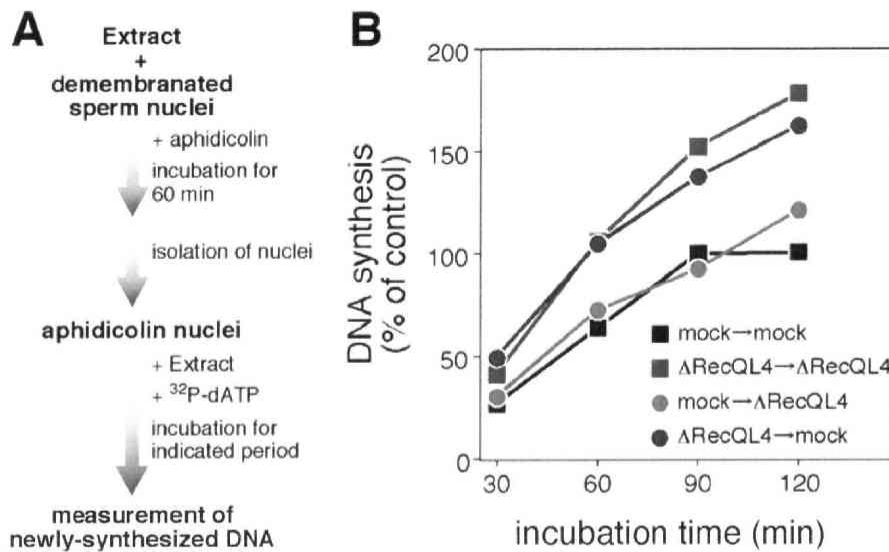 A
Extract
+
demembranated
sperm nuclei
+ aphidicolin
incubation for
60 min
isolation of nuclei
aphidicolin nuclei
+ Extract
+ ³²P-dATP
incubation for
indicated period
measurement of
newly-synthesized DNA
B
DNA synthesis
(% of control)
200
150
100
50
0
30
60
90
120
incubation time (min)
mock→mock
ΔRecQL4→ΔRecQL4
mock→ΔRecQL4
ΔRecQL4→mock